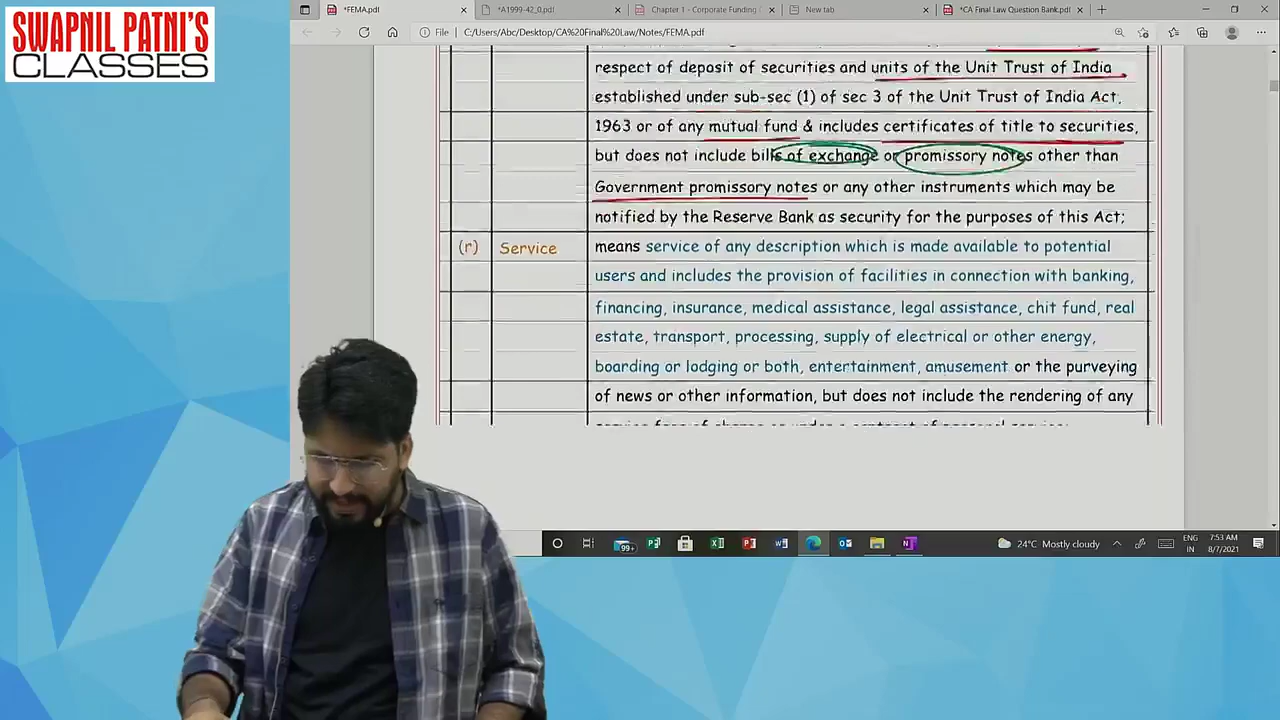 SWAPNIL PATNI'S
CLASSES
*FEMA.pdf
*A1999-42_0.pdf
Chapter 1 - Corporate Funding
New tab
*CA Final Law Question Bank.pdf
File
C:/Users/Abc/Desktop/CA%20Final%20Law/Notes/FEMA.pdf
respect of deposit of securities and units of the Unit Trust of India
established under sub-sec (1) of sec 3 of the Unit Trust of India Act,
1963 or of any mutual fund & includes certificates of title to securities,
but does not include bills of exchange or promissory notes other than
Government promissory notes or any other instruments which may be
notified by the Reserve Bank as security for the purposes of this Act;
(r) Service means service of any description which is made available to potential
users and includes the provision of facilities in connection with banking,
financing, insurance, medical assistance, legal assistance, chit fund, real
estate, transport, processing, supply of electrical or other energy,
boarding or lodging or both, entertainment, amusement or the purveying
of news or other information, but does not include the rendering of any
99+
24°C Mostly cloudy
ENG
IN
7:53 AM
8/7/2021